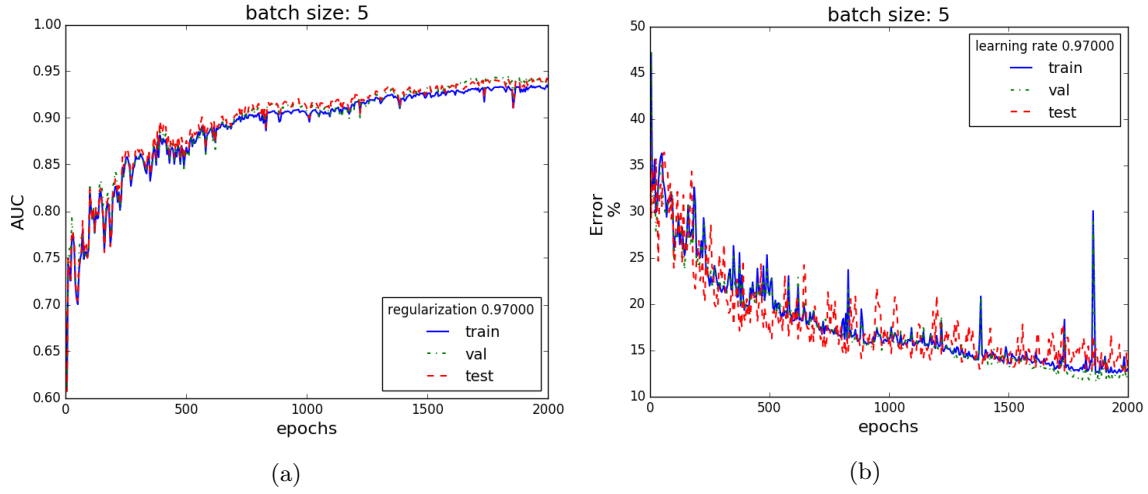 batch size: 5
1.00
0.95
0.90
0.85
0.80
0.75
0.70
0.65
0.60
AUC
regularization 0.97000
train
val
test
0 500 1000 1500 2000
epochs
(a)
batch size: 5
50
45
40
35
30
25
20
15
10
Error
%
learning rate 0.97000
train
val
test
0 500 1000 1500 2000
epochs
(b)